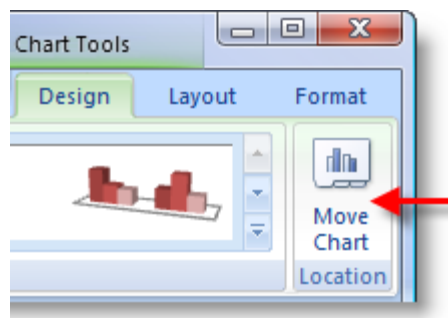 Chart Tools
Design Layout Format
Move
Chart
Location